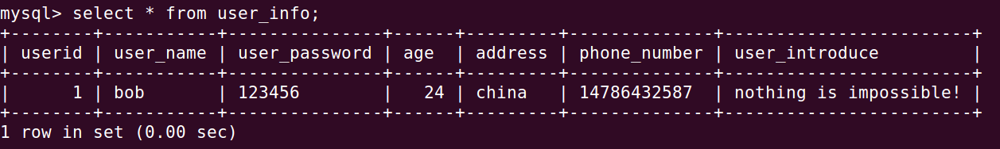 mysql> select * from user_info;
+--------+-----------+---------------+------+---------+--------------+------------------------+
| userid | user_name | user_password | age  | address | phone_number | user_introduce         |
+--------+-----------+---------------+------+---------+--------------+------------------------+
|      1 | bob       | 123456        |   24 | china   | 14786432587  | nothing is impossible! |
+--------+-----------+---------------+------+---------+--------------+------------------------+
1 row in set (0.00 sec)